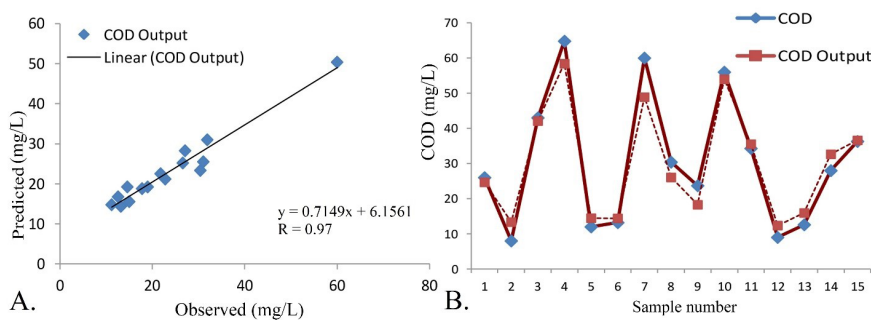 Predicted (mg/L)
60
50
40
30
20
10
0
COD Output
Linear (COD Output)
y = 0.7149x + 6.1561
R = 0.97
0 20 40 60 80
Observed (mg/L)
A.
COD (mg/L)
70
60
50
40
30
20
10
0
COD
COD Output
1 2 3 4 5 6 7 8 9 10 11 12 13 14 15
Sample number
B.